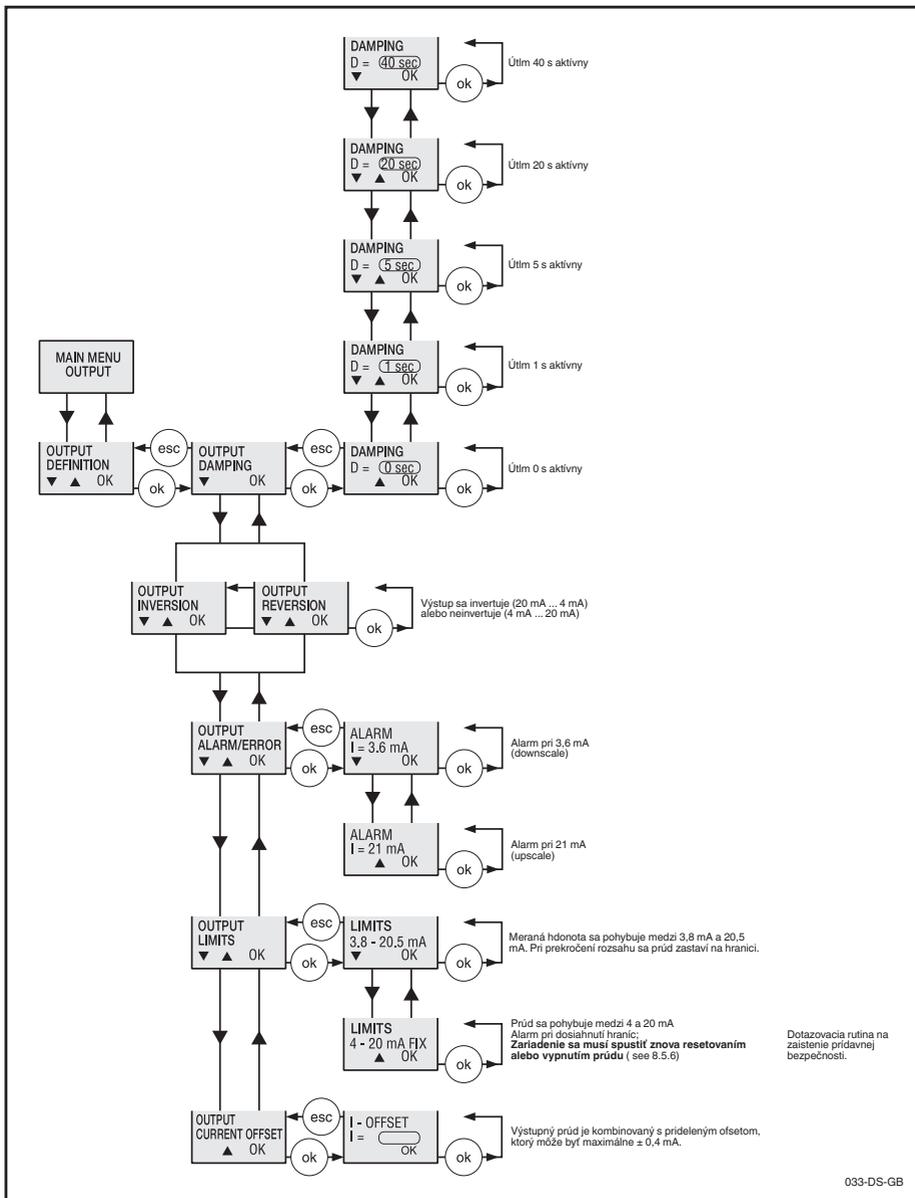 DAMPING
D = 40 sec
▼ OK
ok
Útlm 40 s aktívny
DAMPING
D = 20 sec
▼ ▲ OK
ok
Útlm 20 s aktívny
DAMPING
D = 5 sec
▼ ▲ OK
ok
Útlm 5 s aktívny
DAMPING
D = 1 sec
▼ ▲ OK
ok
Útlm 1 s aktívny
MAIN MENU
OUTPUT
OUTPUT
DEFINITION
▼ ▲ OK
esc
ok
OUTPUT
DAMPING
▼ OK
esc
ok
DAMPING
D = 0 sec
▲ OK
ok
Útlm 0 s aktívny
OUTPUT
INVERSION
▼ ▲ OK
OUTPUT
REVERSION
▼ ▲ OK
ok
Výstup sa invertuje (20 mA ... 4 mA)
alebo neinvertuje (4 mA ... 20 mA)
OUTPUT
ALARM/ERROR
▼ ▲ OK
esc
ok
ALARM
I = 3.6 mA
▼ OK
ok
Alarm pri 3,6 mA
(downscale)
ALARM
I = 21 mA
▲ OK
ok
Alarm pri 21 mA
(upscale)
OUTPUT
LIMITS
▼ ▲ OK
esc
ok
LIMITS
3,8 - 20.5 mA
▼ OK
ok
Meraná hdonota sa pohybuje medzi 3,8 mA a 20,5
mA. Pri prekročení rozsahu sa prúd zastaví na hranici.
LIMITS
4 - 20 mA FIX
▲ OK
ok
Prúd sa pohybuje medzi 4 a 20 mA
Alarm pri dosiahnutí hraníc;
Zariadenie sa musí spustiť znova resetovaním
alebo vypnutím prúdu ( see 8.5.6)
Dotazovacia rutina na
zaistenie prídavnej
bezpečnosti.
OUTPUT
CURRENT OFFSET
▲ OK
esc
ok
I - OFFSET
I =
OK
ok
Výstupný prúd je kombinovaný s prideleným ofsetom,
ktorý môže byť maximálne ± 0,4 mA.
033-DS-GB